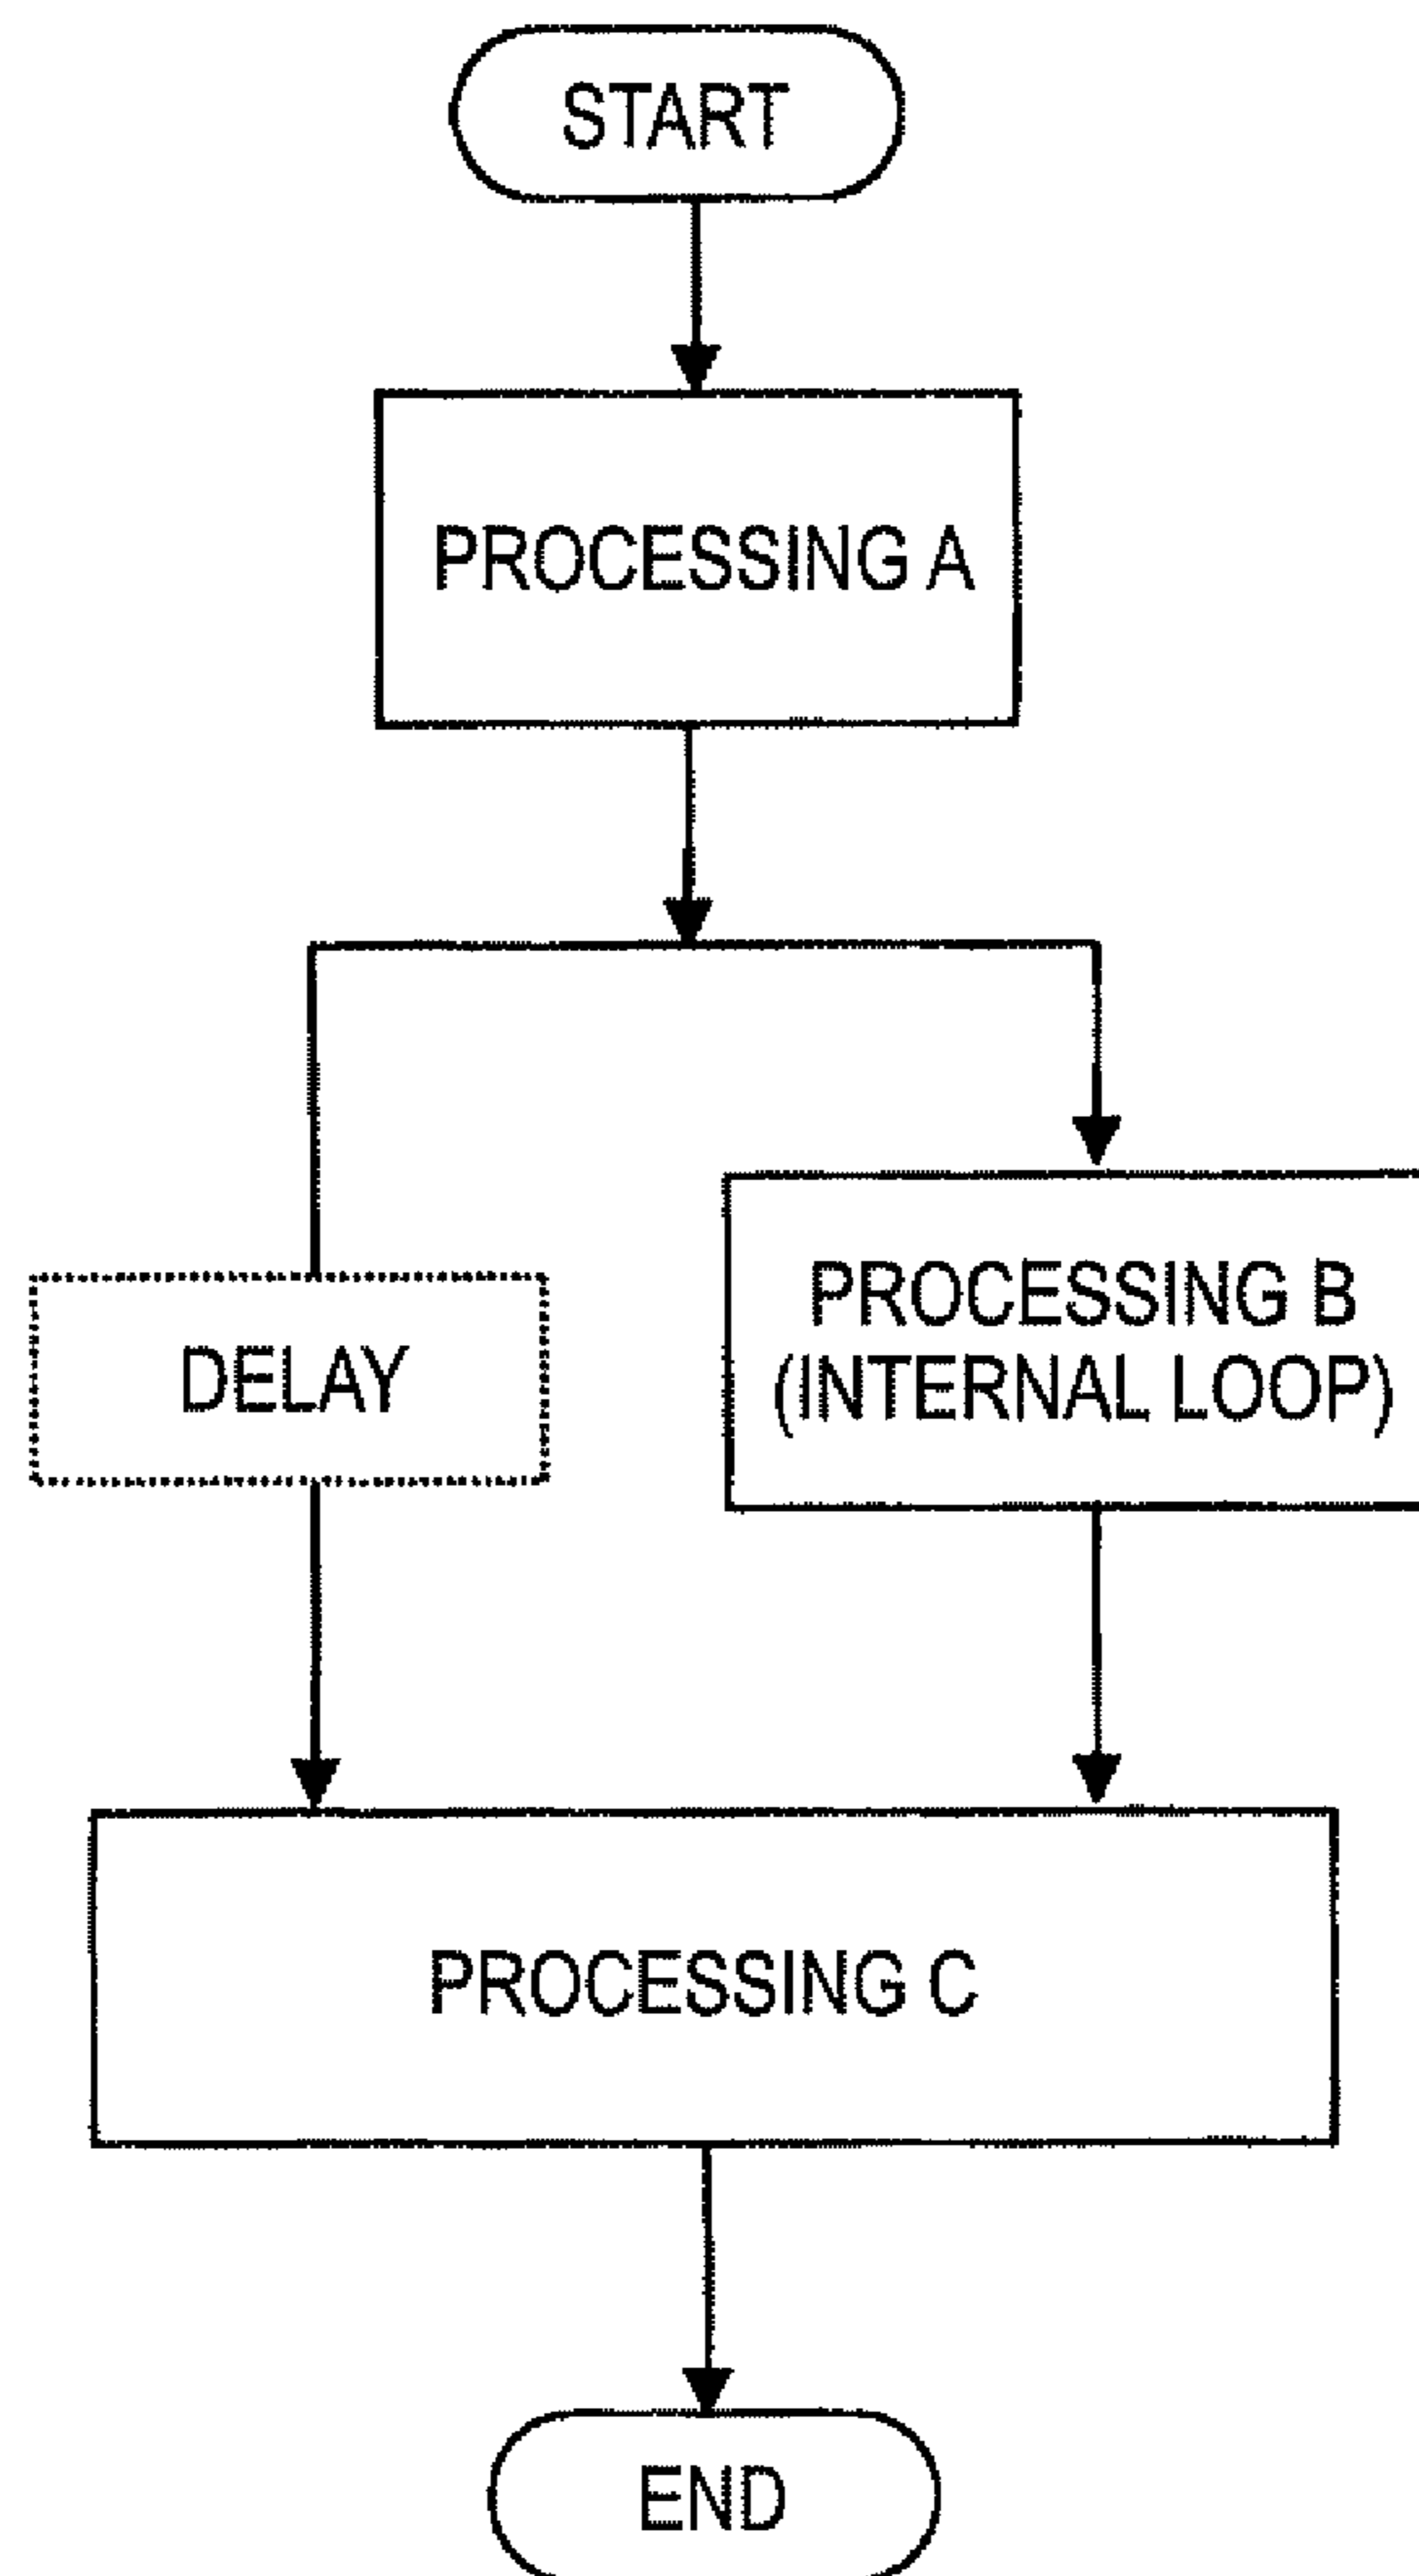 START
PROCESSING A
DELAY
PROCESSING B
(INTERNAL LOOP)
PROCESSING C
END